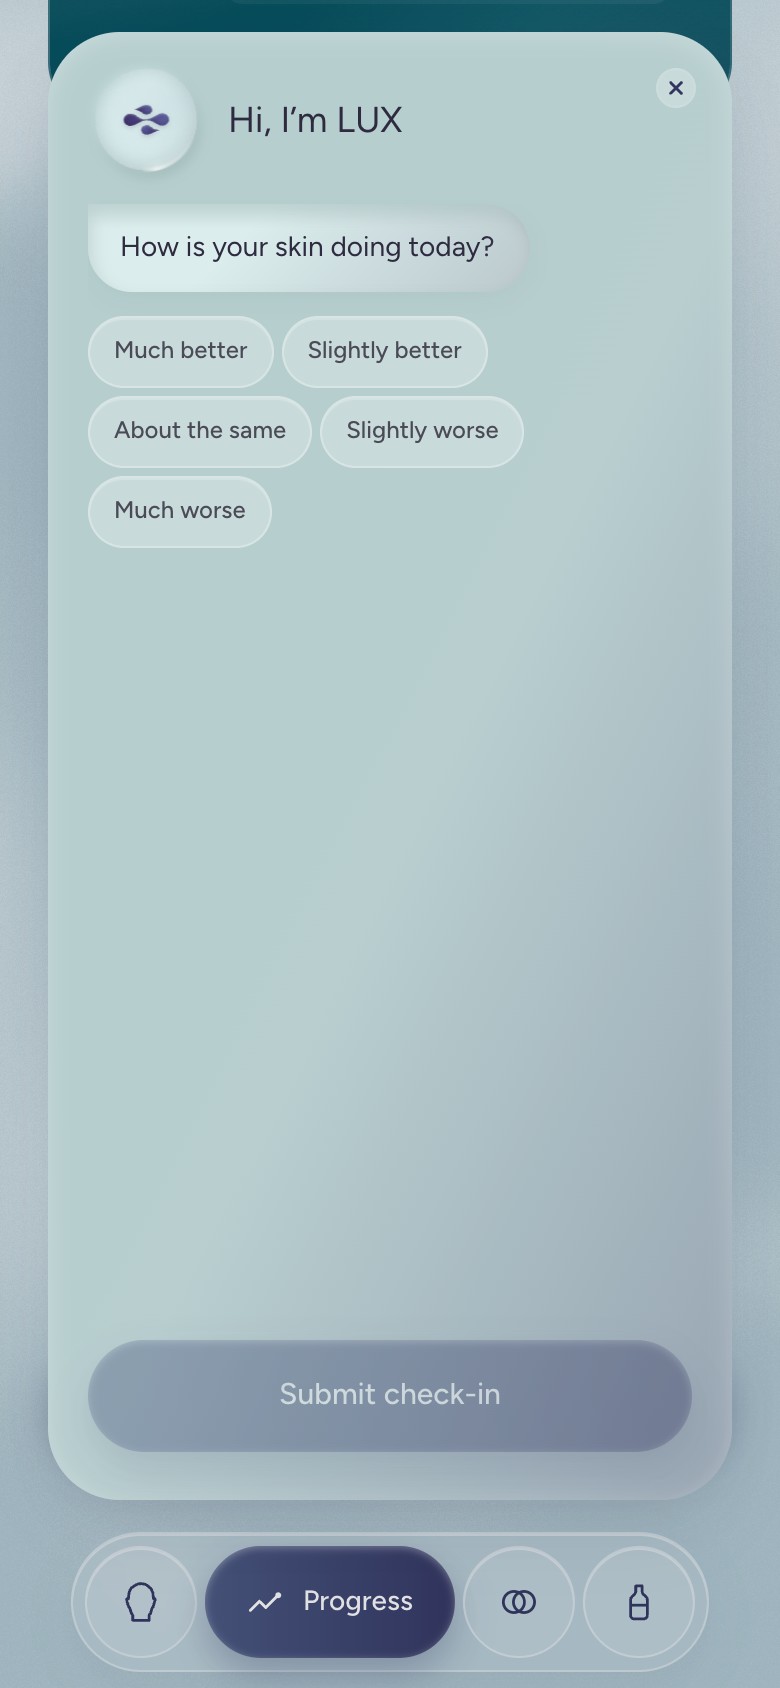 Hi, I’m LUX
How is your skin doing today?
Much better
Slightly better
About the same
Slightly worse
Much worse
Submit check-in
Progress